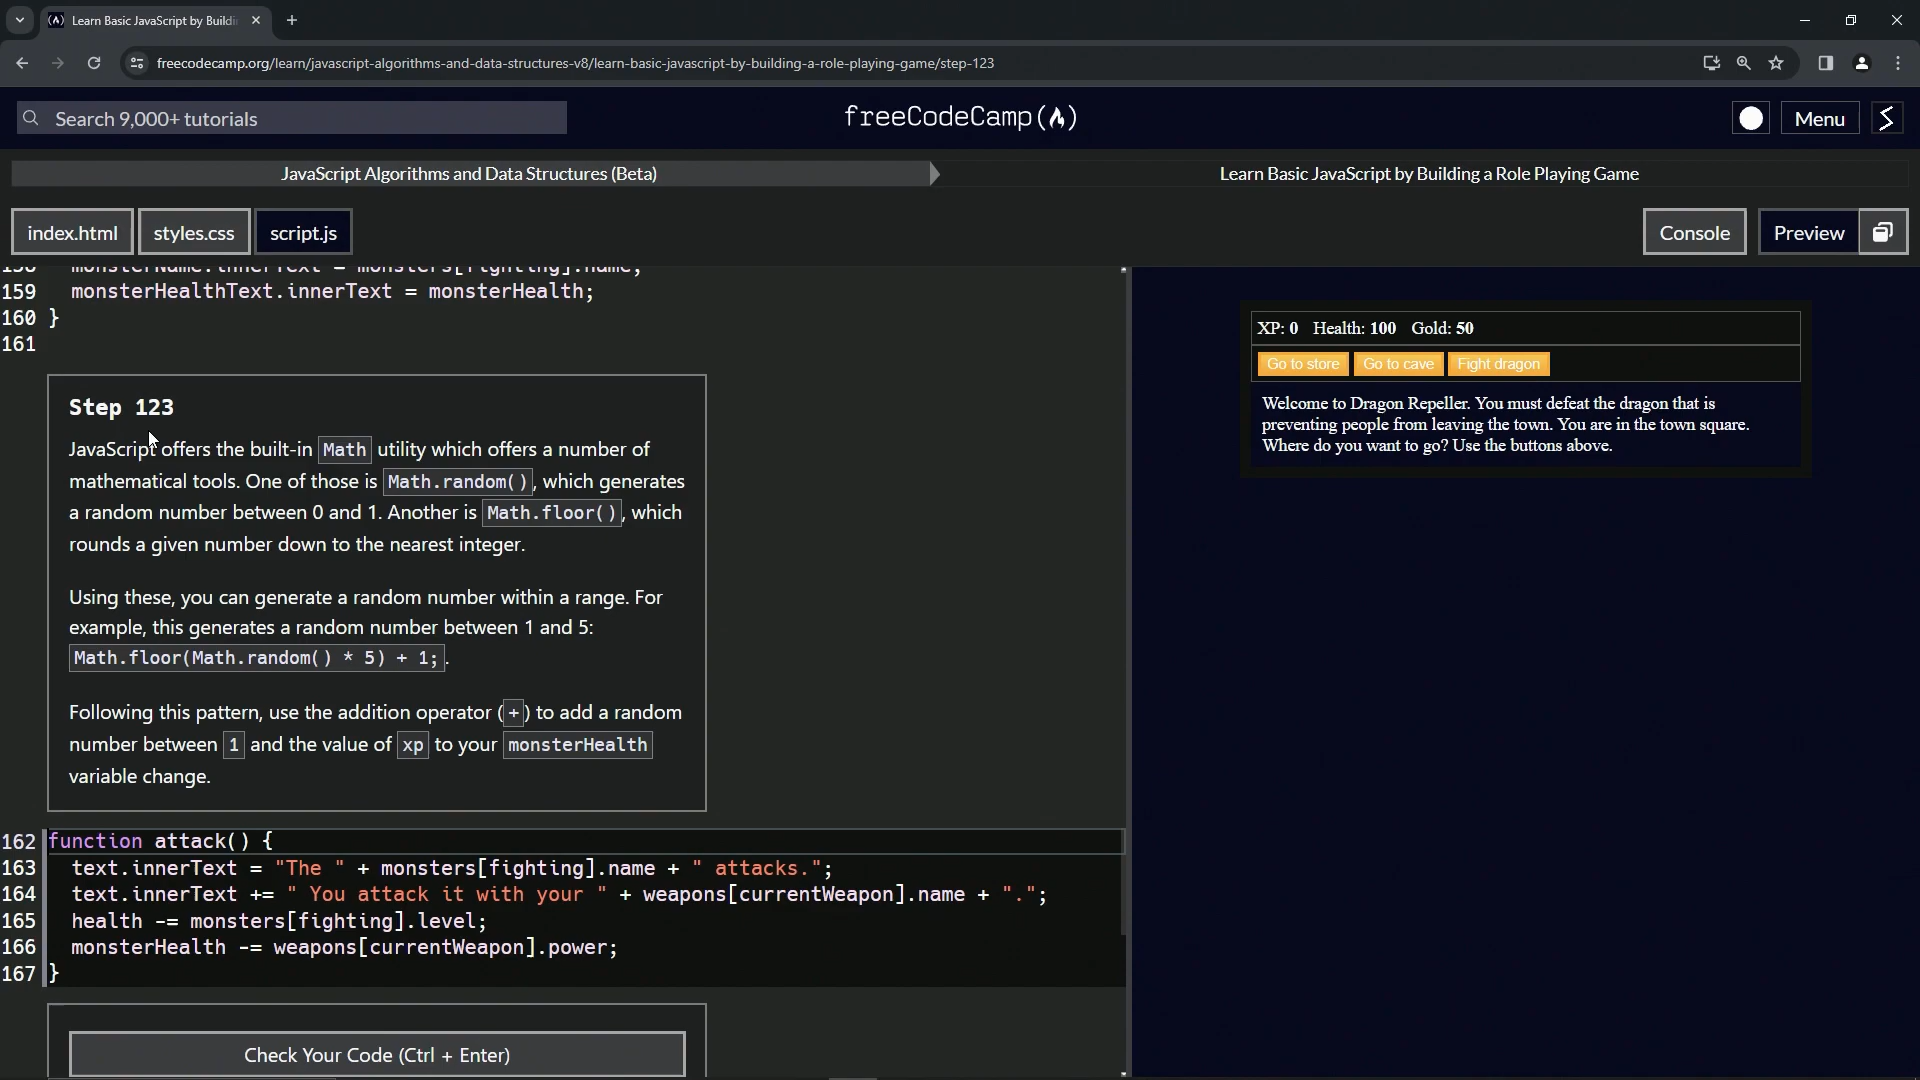 Learn Basic JavaScript by Buildi
freecodecamp.org/learn/javascript-algorithms-and-data-structures-v8/learn-basic-javascript-by-building-a-role-playing-game/step-123
Search 9,000+ tutorials
freeCodeCamp(🔥)
Menu
JavaScript Algorithms and Data Structures (Beta)
Learn Basic JavaScript by Building a Role Playing Game
index.html
styles.css
script.js
Console
Preview
158 monsterName.innerText = monsters[fighting].name;
159 monsterHealthText.innerText = monsterHealth;
160 }
161
Step 123
JavaScript offers the built-in Math utility which offers a number of
mathematical tools. One of those is Math.random(), which generates
a random number between 0 and 1. Another is Math.floor(), which
rounds a given number down to the nearest integer.
Using these, you can generate a random number within a range. For
example, this generates a random number between 1 and 5:
Math.floor(Math.random() * 5) + 1;.
Following this pattern, use the addition operator (+) to add a random
number between 1 and the value of xp to your monsterHealth
variable change.
162 function attack() {
163 text.innerText = "The " + monsters[fighting].name + " attacks.";
164 text.innerText += " You attack it with your " + weapons[currentWeapon].name + ".";
165 health -= monsters[fighting].level;
166 monsterHealth -= weapons[currentWeapon].power;
167 }
Check Your Code (Ctrl + Enter)
XP: 0 Health: 100 Gold: 50
Go to store
Go to cave
Fight dragon
Welcome to Dragon Repeller. You must defeat the dragon that is
preventing people from leaving the town. You are in the town square.
Where do you want to go? Use the buttons above.